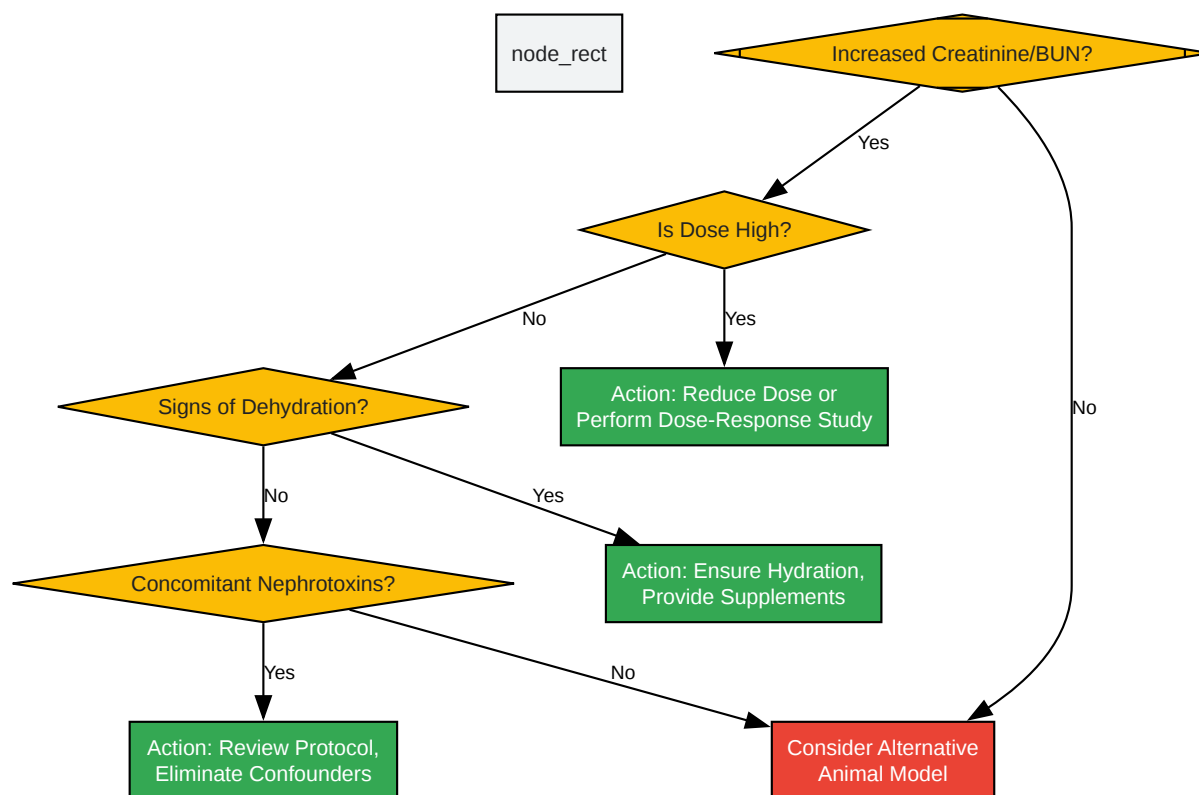 node_rect
Increased Creatinine/BUN?
Yes
Is Dose High?
No
Yes
Signs of Dehydration?
Action: Reduce Dose or
Perform Dose-Response Study
No
No
Yes
Concomitant Nephrotoxins?
Action: Ensure Hydration,
Provide Supplements
Yes
No
Action: Review Protocol,
Eliminate Confounders
Consider Alternative
Animal Model